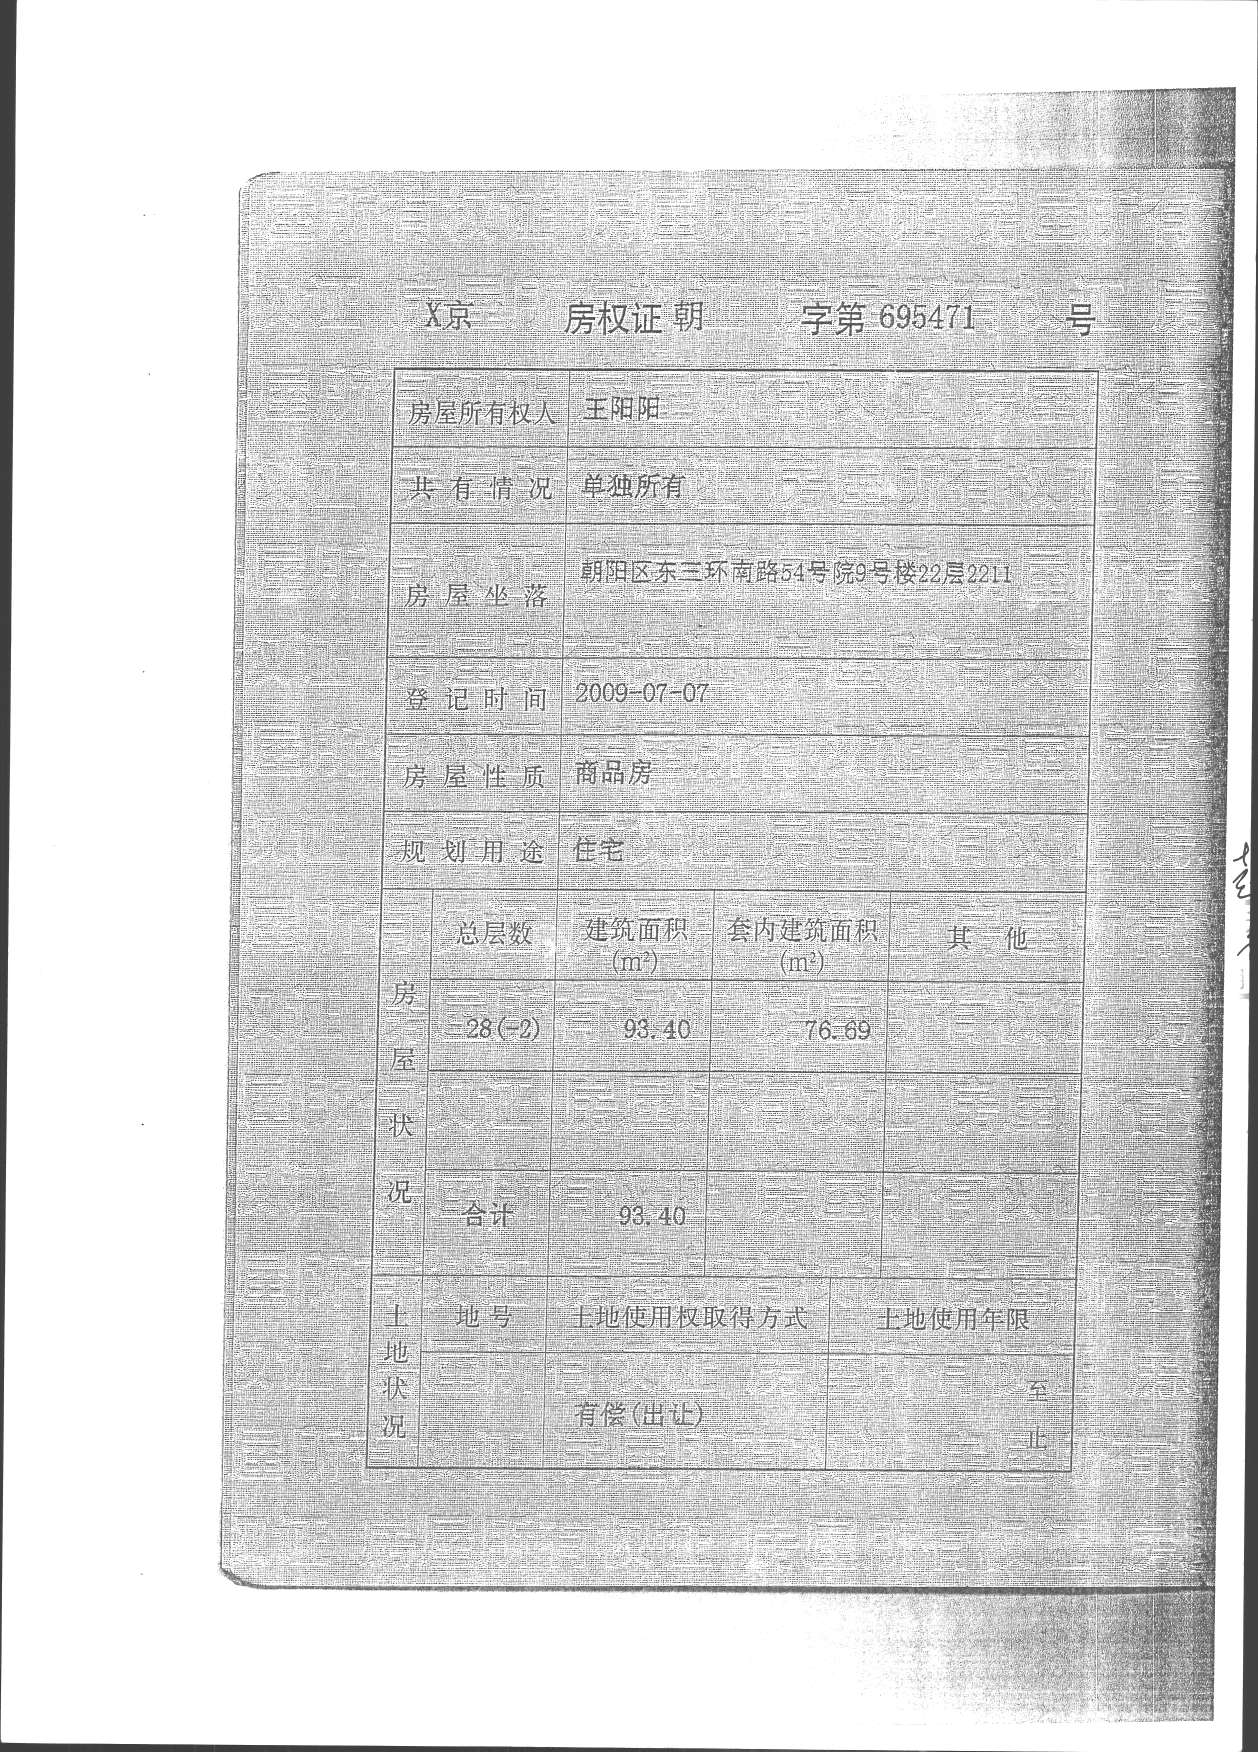 X京 房权证 朝 字第 695471 号
房屋所有权人 王阳阳
共有情况 单独所有
房屋坐落 朝阳区东三环南路54号院9号楼22层2211
登记时间 2009-07-07
房屋性质 商品房
规划用途 住宅
房屋状况
总层数 建筑面积(m²) 套内建筑面积(m²) 其他
28(-2) 93.40 76.69
合计 93.40
土地状况
地号 土地使用权取得方式 土地使用年限
有偿(出让) 至
止